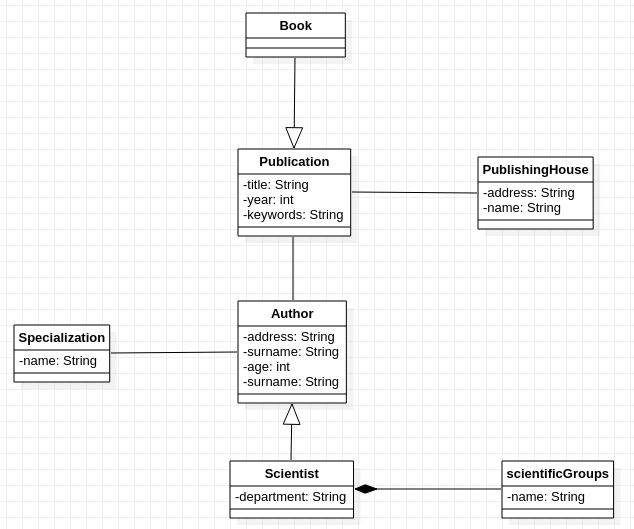 Book
Publication
-title: String
-year: int
-keywords: String
PublishingHouse
-address: String
-name: String
Author
-address: String
-surname: String
-age: int
-surname: String
Specialization
-name: String
Scientist
-department: String
scientificGroups
-name: String